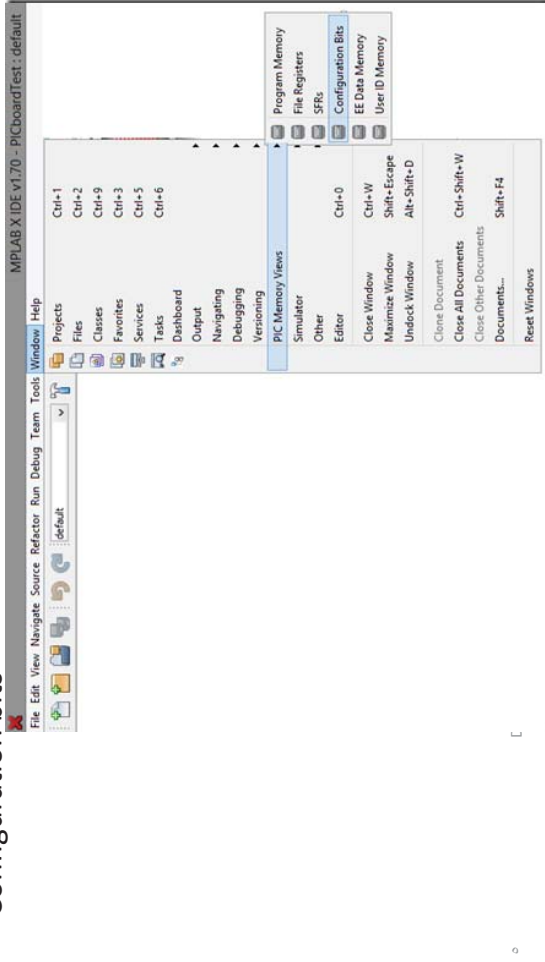 MPLAB X IDE v1.70 - PICboardTest : default
File Edit View Navigate Source Refactor Run Debug Team Tools Window Help
default
Projects Ctrl+1
Files Ctrl+2
Classes Ctrl+9
Favorites Ctrl+3
Services Ctrl+5
Tasks Ctrl+6
Dashboard
Output
Navigating
Debugging
Versioning
PIC Memory Views
Simulator
Other
Editor Ctrl+0
Close Window Ctrl+W
Maximize Window Shift+Escape
Undock Window Alt+Shift+D
Clone Document
Close All Documents Ctrl+Shift+W
Close Other Documents
Documents... Shift+F4
Reset Windows
Program Memory
File Registers
SFRs
Configuration Bits
EE Data Memory
User ID Memory